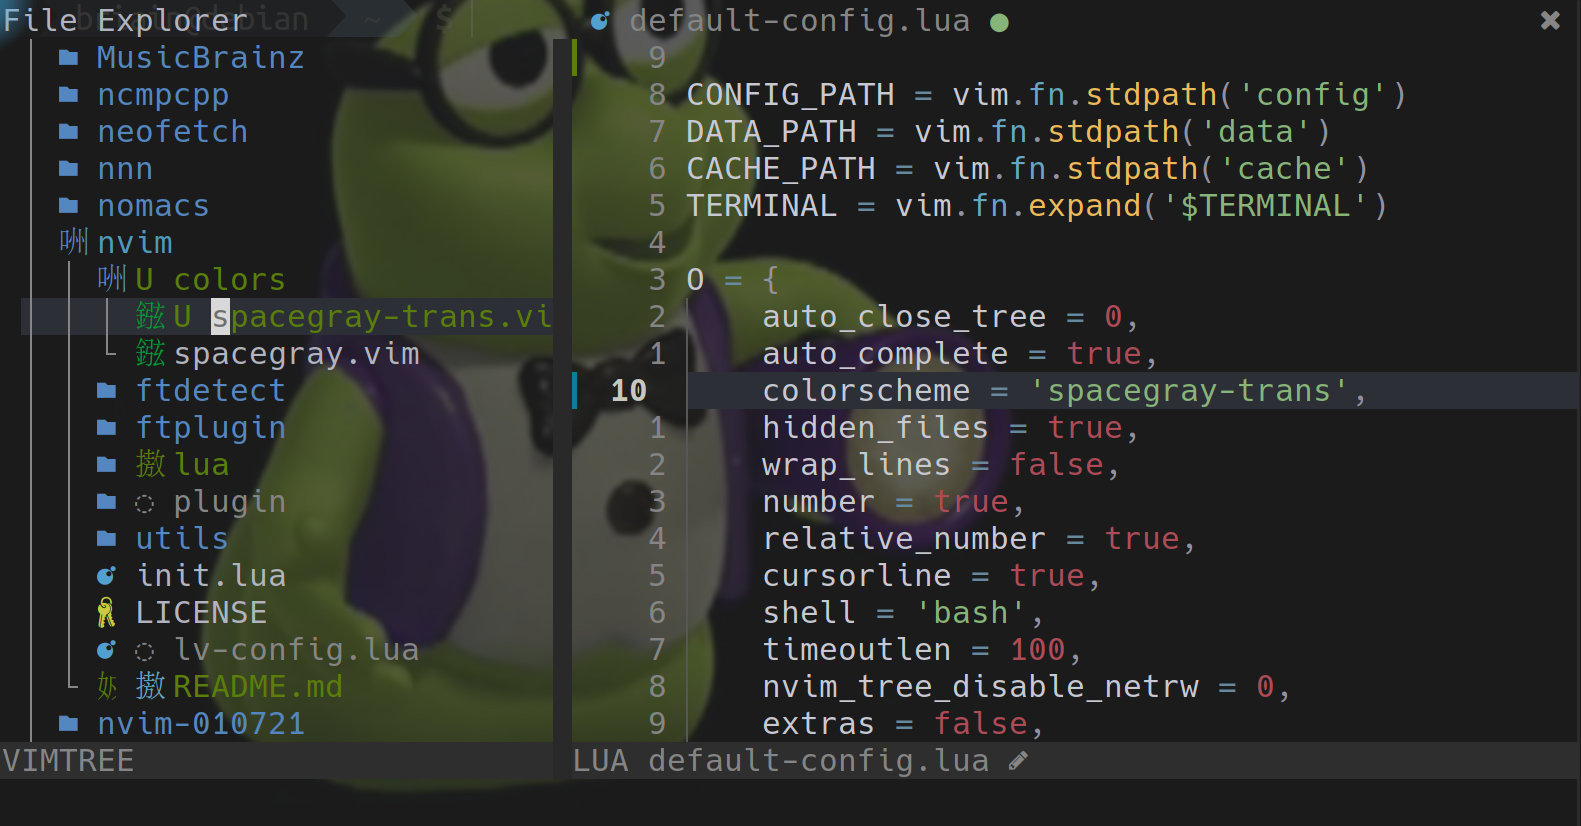 File Explorer
MusicBrainz
ncmpcpp
neofetch
nnn
nomacs
nvim
U colors
U spacegray-trans.vi
spacegray.vim
ftdetect
ftplugin
lua
plugin
utils
init.lua
LICENSE
lv-config.lua
README.md
nvim-010721
VIMTREE
default-config.lua
9
8 CONFIG_PATH = vim.fn.stdpath('config')
7 DATA_PATH = vim.fn.stdpath('data')
6 CACHE_PATH = vim.fn.stdpath('cache')
5 TERMINAL = vim.fn.expand('$TERMINAL')
4
3 O = {
2 auto_close_tree = 0,
1 auto_complete = true,
10 colorscheme = 'spacegray-trans',
1 hidden_files = true,
2 wrap_lines = false,
3 number = true,
4 relative_number = true,
5 cursorline = true,
6 shell = 'bash',
7 timeoutlen = 100,
8 nvim_tree_disable_netrw = 0,
9 extras = false,
LUA default-config.lua